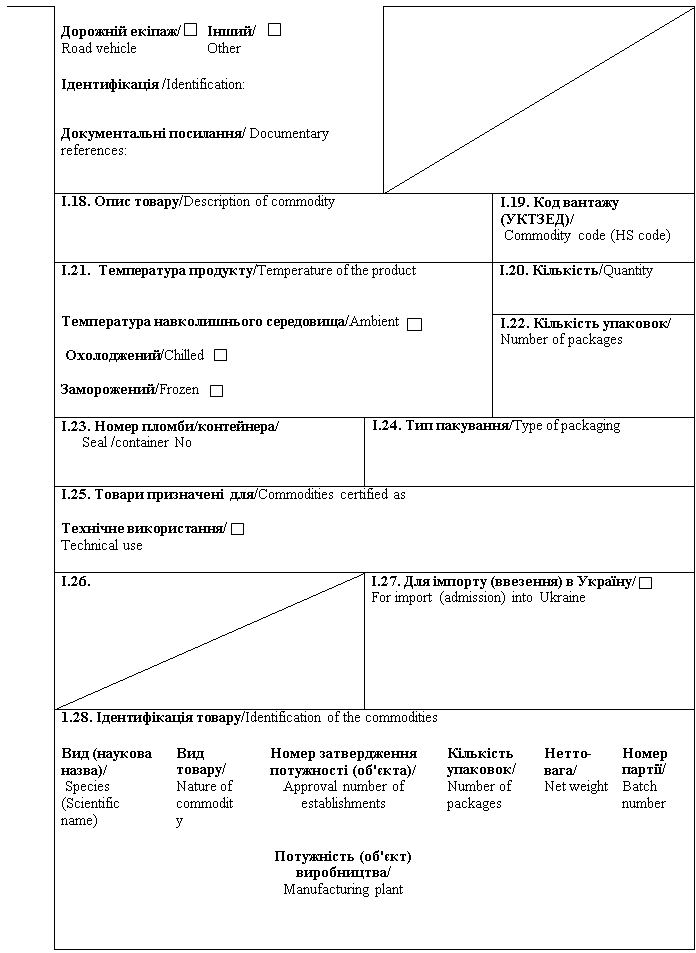 Дорожній екіпаж/ Інший/
Road vehicle Other
Ідентифікація /Identification:
Документальні посилання/ Documentary
references:
I.18. Опис товару/Description of commodity
I.19. Код вантажу
(УКТЗЕД)/
Commodity code (HS code)
I.21. Температура продукту/Temperature of the product
I.20. Кількість/Quantity
Температура навколишнього середовища/Ambient
I.22. Кількість упаковок/
Number of packages
Охолоджений/Chilled
Заморожений/Frozen
I.23. Номер пломби/контейнера/
Seal /container No
I.24. Тип пакування/Type of packaging
I.25. Товари призначені для/Commodities certified as
Технічне використання/
Technical use
I.26.
I.27. Для імпорту (ввезення) в Україну/
For import (admission) into Ukraine
1.28. Ідентифікація товару/Identification of the commodities
Вид (наукова
назва)/
Species
(Scientific
name)
Вид
товару/
Nature of
commodit
y
Номер затвердження
потужності (об'єкта)/
Approval number of
establishments
Кількість
упаковок/
Number of
packages
Нетто-
вага/
Net weight
Номер
партії/
Batch
number
Потужність (об'єкт)
виробництва/
Manufacturing plant